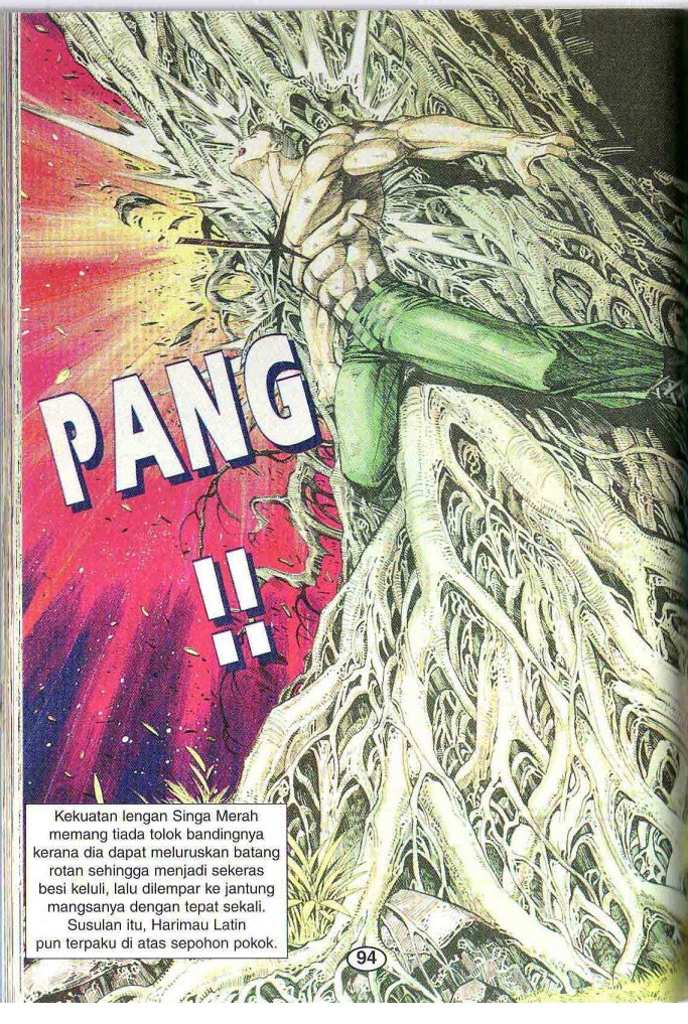 PANG
!!
Kekuatan lengan Singa Merah
memang tiada tolok bandingnya
kerana dia dapat meluruskan batang
rotan sehingga menjadi sekeras
besi keluli, lalu dilempar ke jantung
mangsanya dengan tepat sekali.
Susulan itu, Harimau Latin
pun terpaku di atas sepohon pokok.
94